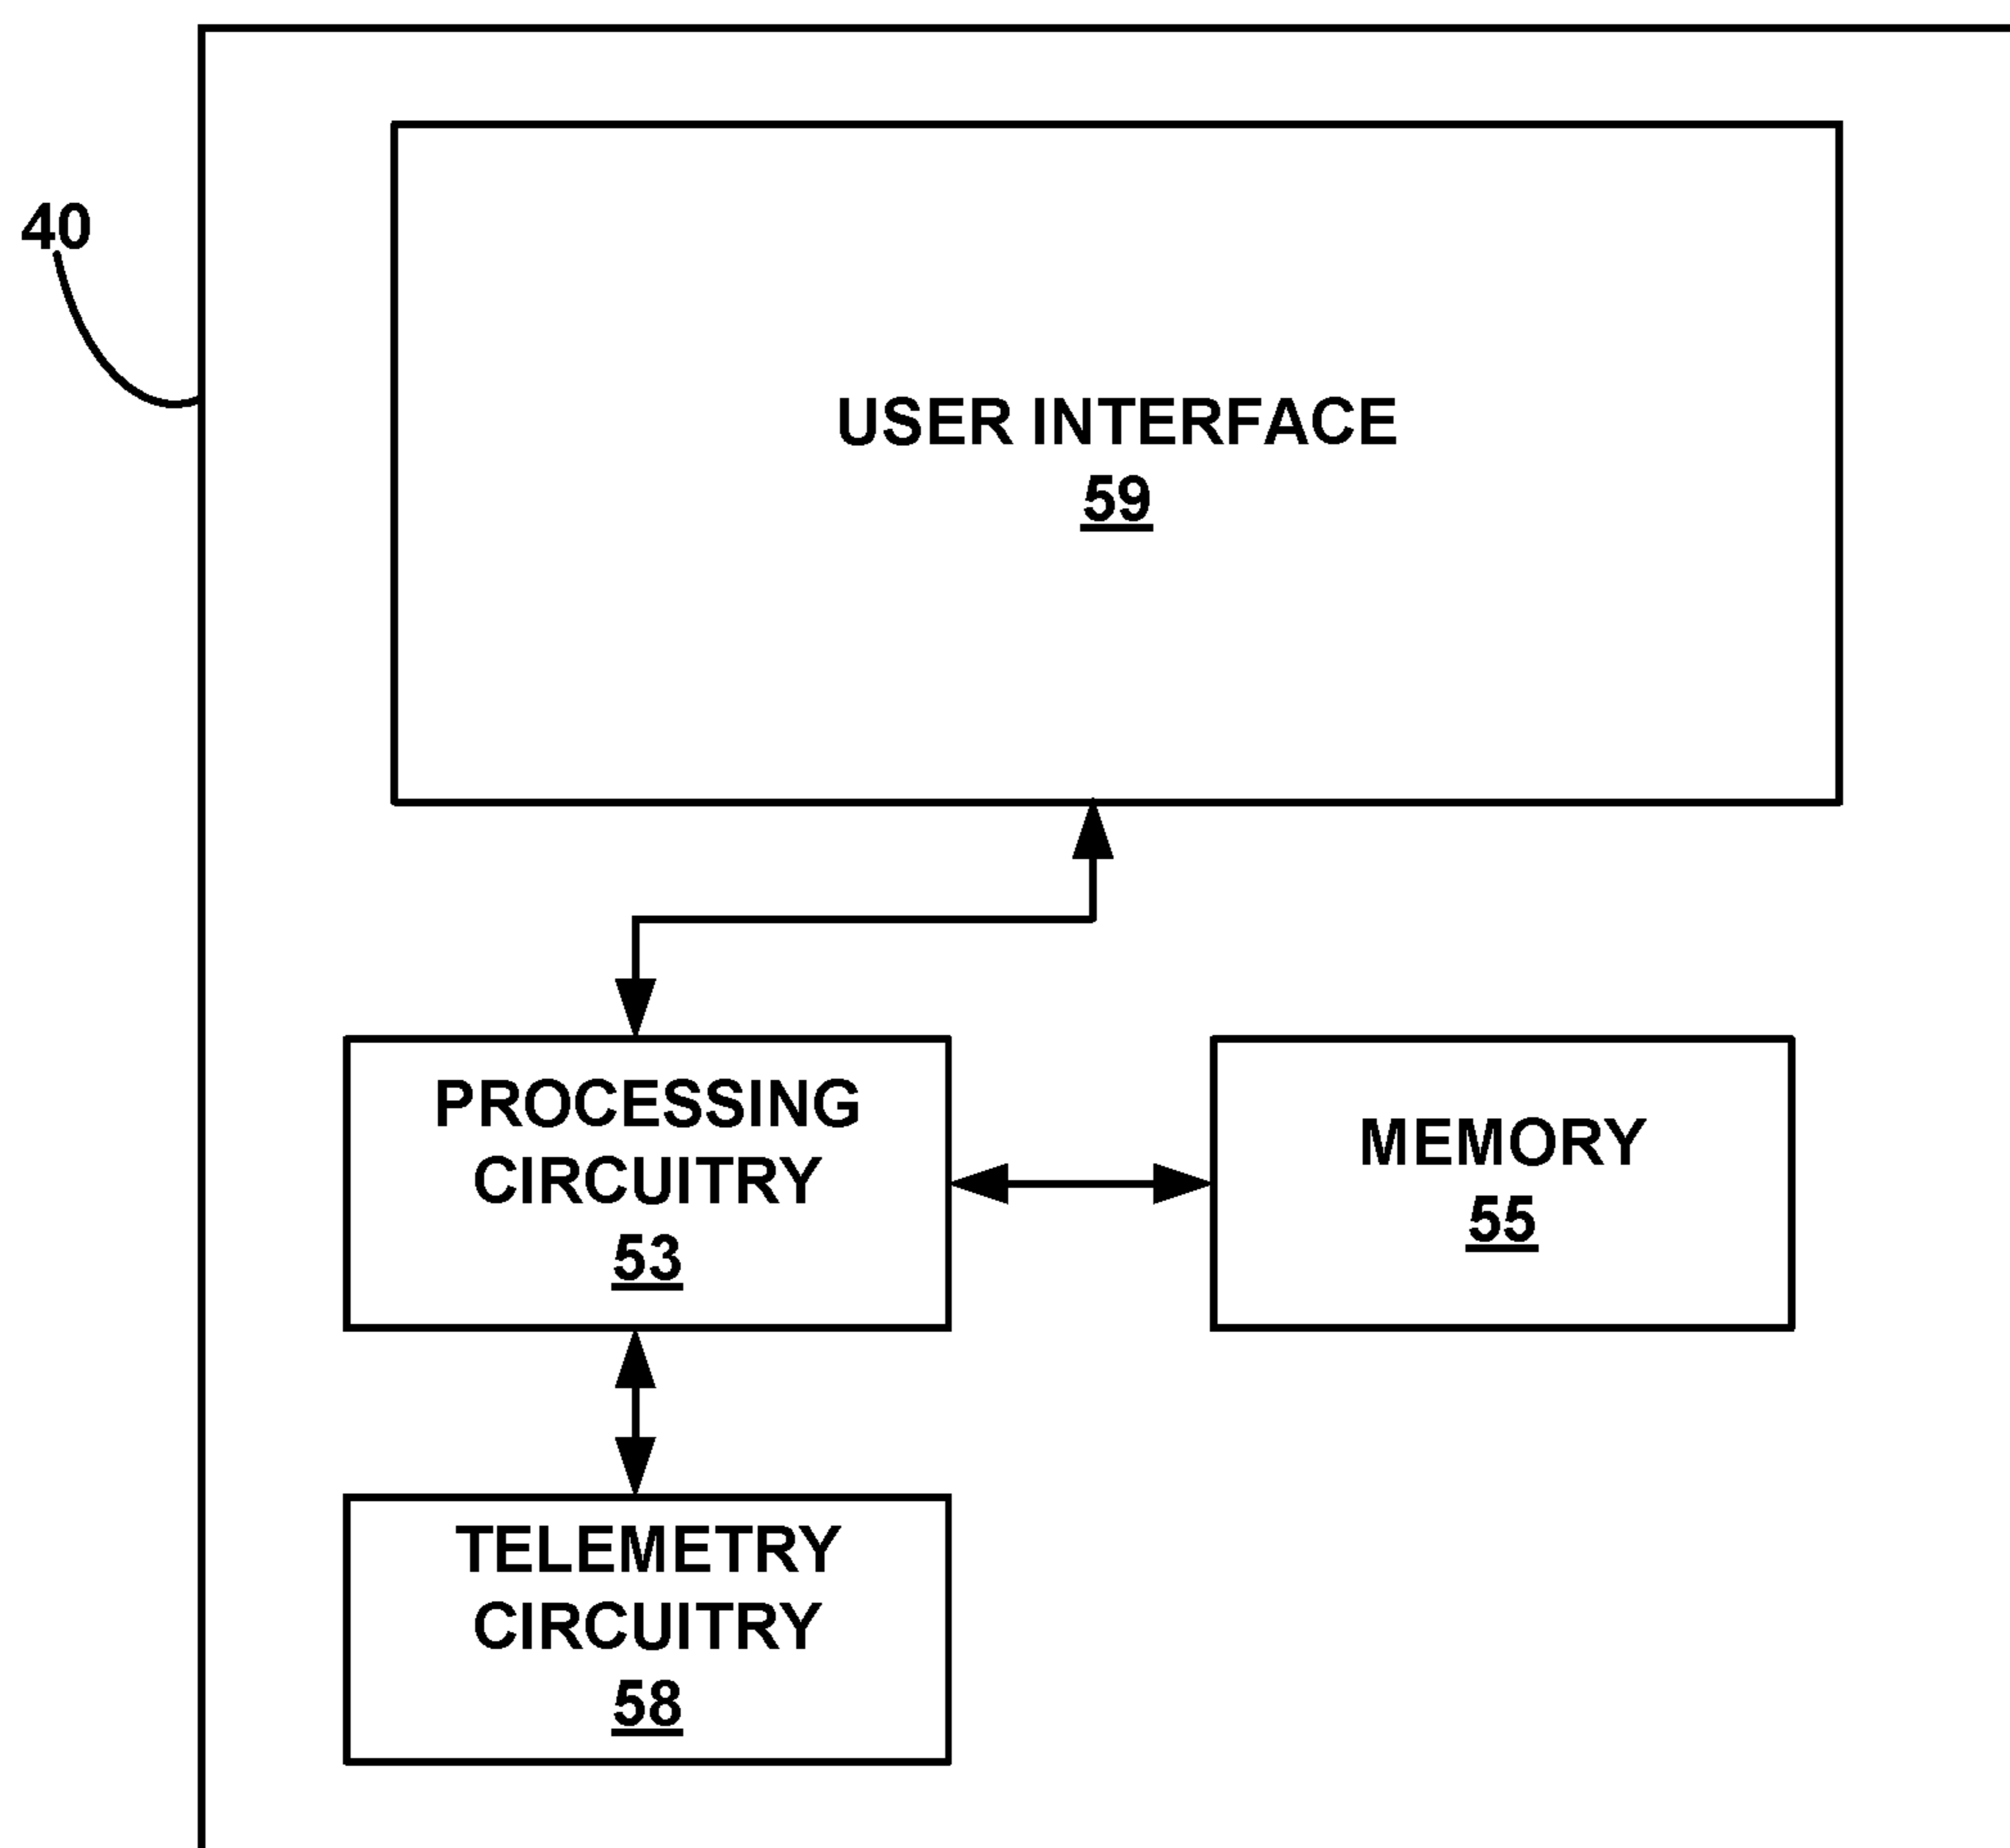 40
USER INTERFACE
59
PROCESSING
CIRCUITRY
53
MEMORY
55
TELEMETRY
CIRCUITRY
58